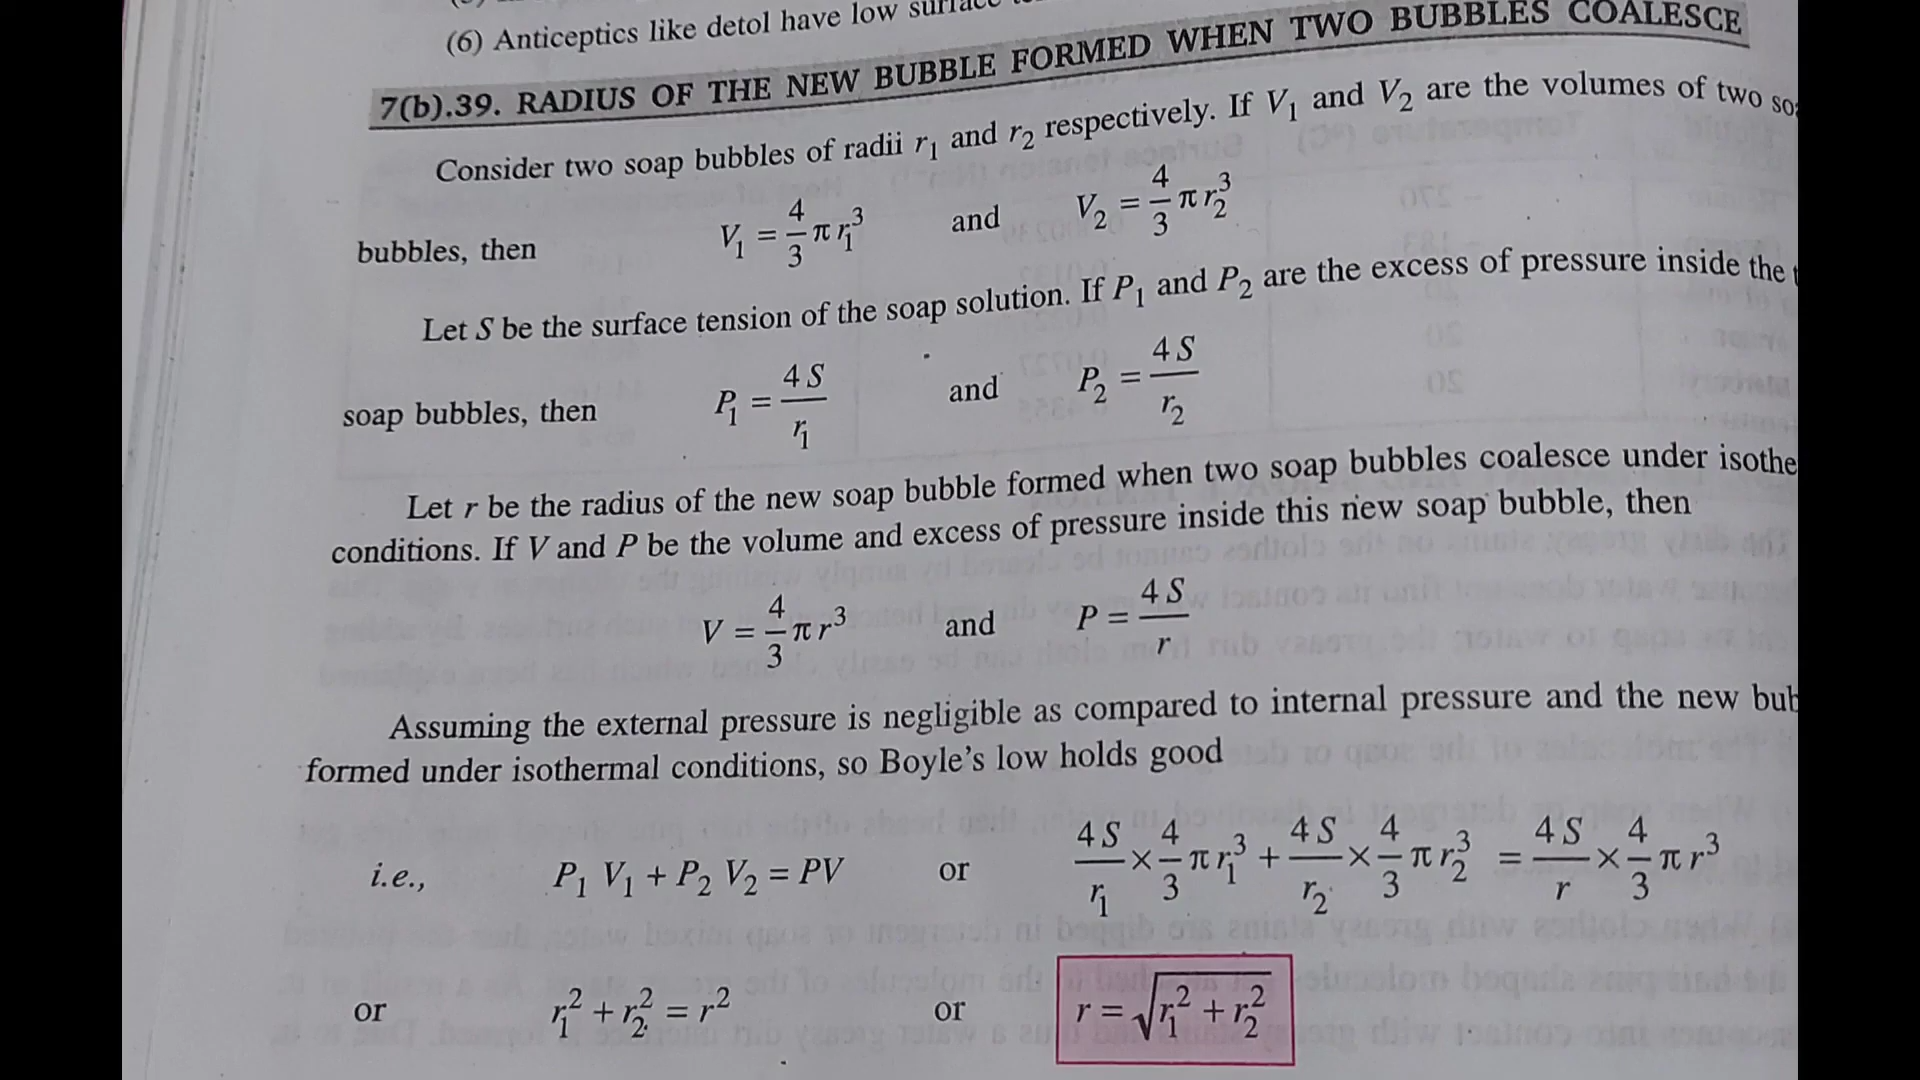 (6) Anticeptics like detol have low
7(b).39. RADIUS OF THE NEW BUBBLE FORMED WHEN TWO BUBBLES COALESCE
Consider two soap bubbles of radii r₁ and r₂ respectively. If V₁ and V₂ are the volumes of two
bubbles, then V₁ = 4/3 π r₁³ and V₂ = 4/3 π r₂³
Let S be the surface tension of the soap solution. If P₁ and P₂ are the excess of pressure inside the
soap bubbles, then P₁ = 4 S / r₁ and P₂ = 4 S / r₂
Let r be the radius of the new soap bubble formed when two soap bubbles coalesce under isothe
conditions. If V and P be the volume and excess of pressure inside this new soap bubble, then
V = 4/3 π r³ and P = 4 S / r
Assuming the external pressure is negligible as compared to internal pressure and the new bub
formed under isothermal conditions, so Boyle's low holds good
i.e., P₁ V₁ + P₂ V₂ = PV or 4 S / r₁ × 4/3 π r₁³ + 4 S / r₂ × 4/3 π r₂³ = 4 S / r × 4/3 π r³
or r₁² + r₂² = r² or r = √(r₁² + r₂²)